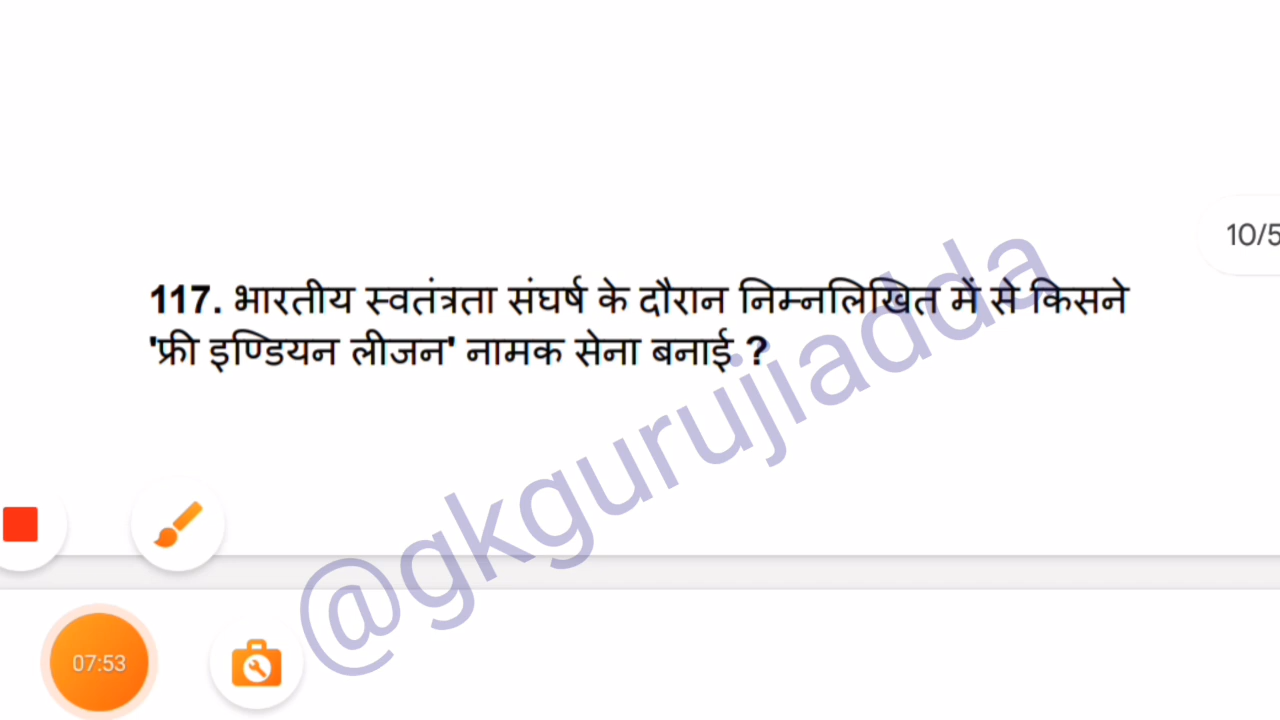 10/5
117. भारतीय स्वतंत्रता संघर्ष के दौरान निम्नलिखित में से किसने
'फ्री इण्डियन लीजन' नामक सेना बनाई ?
@gkgurujiadda
07:53